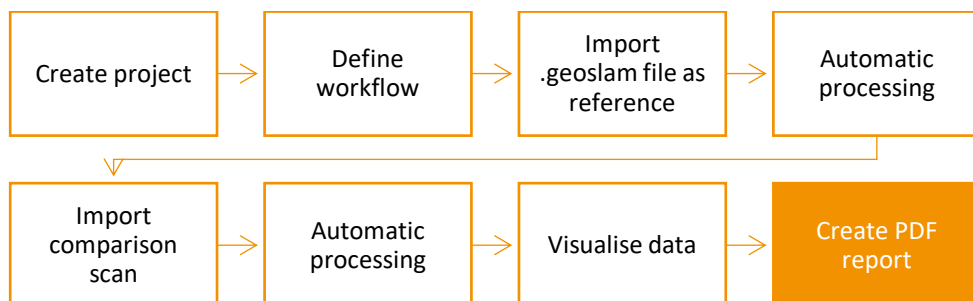 Create project
Define
workflow
Import
.geoslam file as
reference
Automatic
processing
Import
comparison
scan
Automatic
processing
Visualise data
Create PDF
report